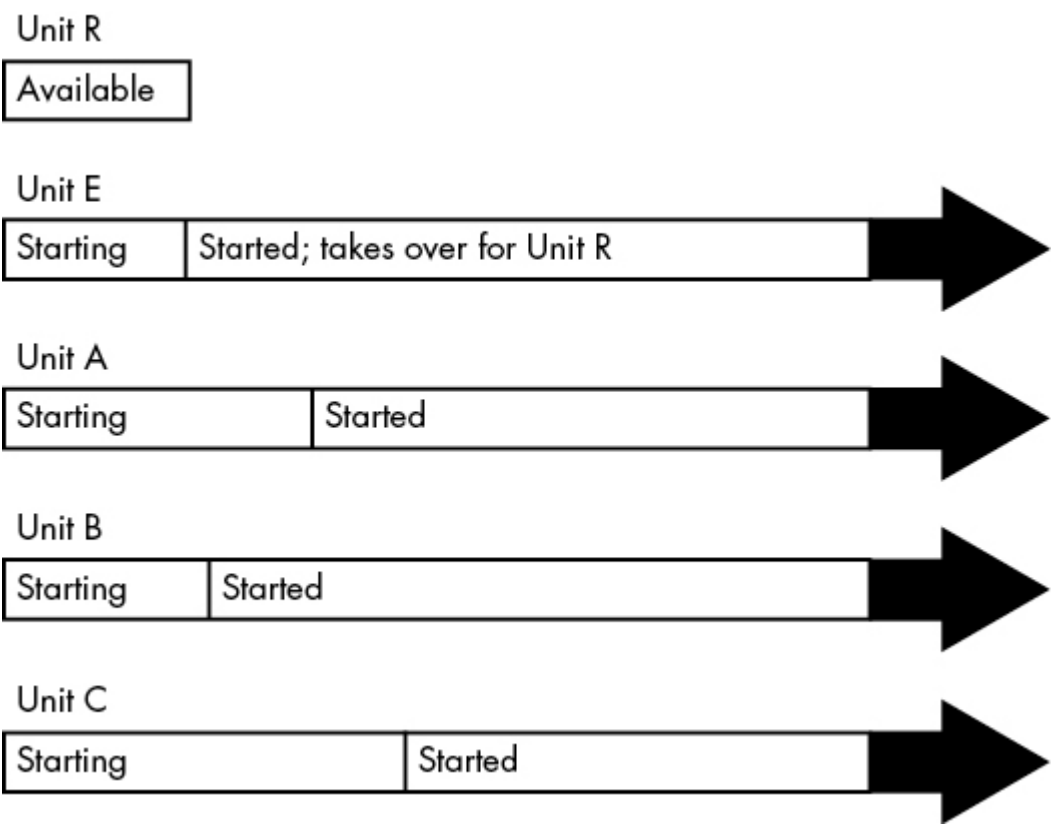 Unit R
Available
Unit E
Starting
Started; takes over for Unit R
Unit A
Starting
Started
Unit B
Starting
Started
Unit C
Starting
Started